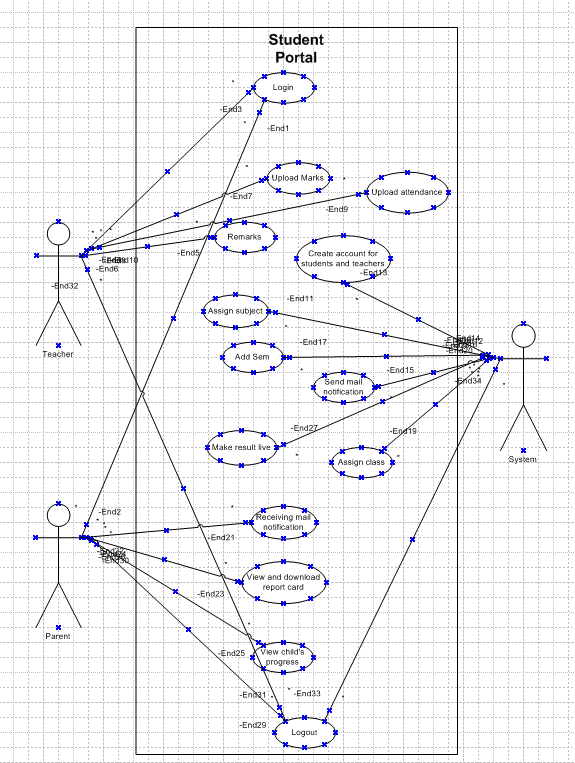 Student
Portal
Login
-End3
-End1
Upload Marks
Upload attendance
-End7
-End9
Remarks
-End5
Create account for
students and teachers
-End13
-End6
-End32
Teacher
Assign subject
-End11
Add Sem
-End17
Send mail
notification
-End15
-End34
Make result live
-End27
-End19
Assign class
System
-End2
Receiving mail
notification
-End21
View and download
report card
-End23
Parent
View child's
progress
-End25
-End31
-End33
-End29
Logout